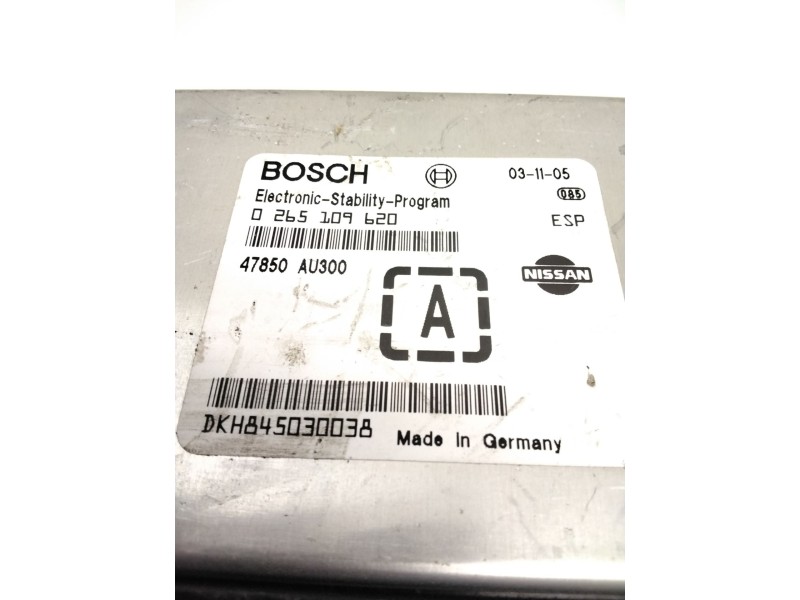 BOSCH 03-11-05
Electronic-Stability-Program 085
0 265 109 620 ESP
47850 AU300 NISSAN
A
DKH845030038 Made In Germany